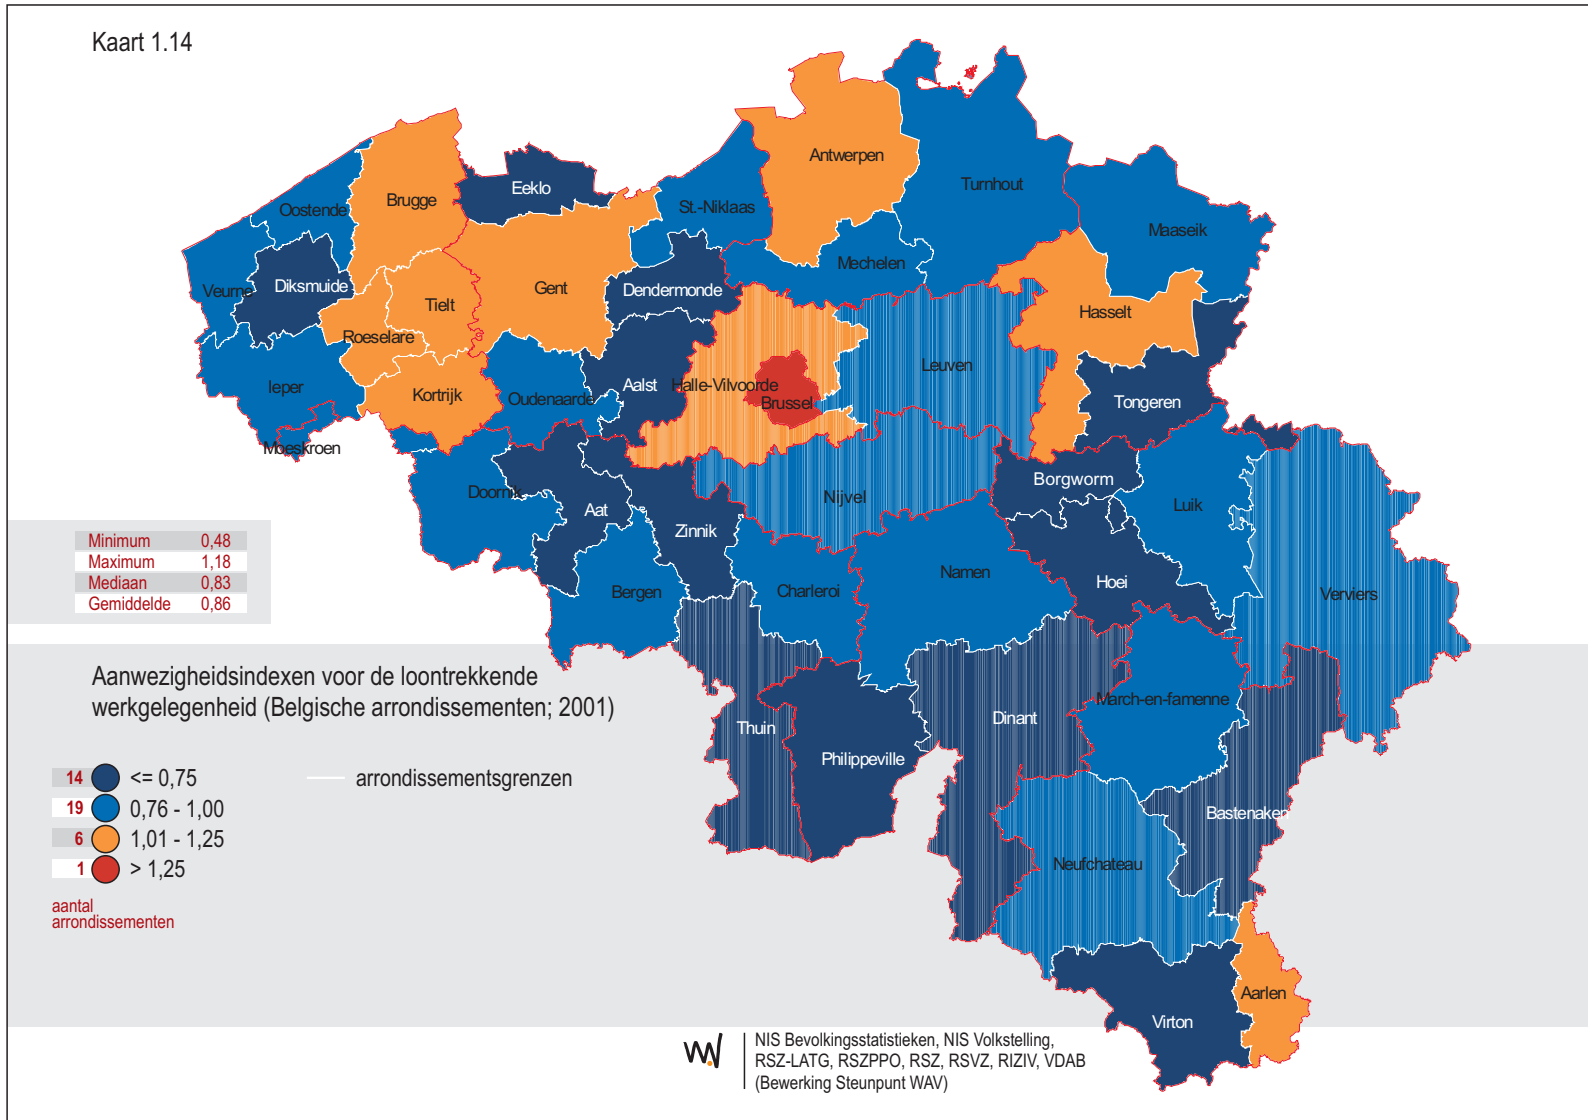 Kaart 1.14
Antwerpen
Turnhout
Eeklo
Brugge
Oostende
St.-Niklaas
Maaseik
Mechelen
Veurne
Diksmuide
Tielt
Gent
Dendermonde
Hasselt
Roeselare
Leuven
Ieper
Kortrijk
Oudenaarde
Aalst
Halle-Vilvoorde
Brussel
Tongeren
Moeskroen
Doornik
Aat
Zinnik
Nijvel
Borgworm
Luik
Bergen
Charleroi
Namen
Hoei
Verviers
Thuin
Philippeville
Dinant
March-en-famenne
Bastenaken
Neufchateau
Virton
Aarlen
Minimum 0,48
Maximum 1,18
Mediaan 0,83
Gemiddelde 0,86
Aanwezigheidsindexen voor de loontrekkende
werkgelegenheid (Belgische arrondissementen; 2001)
14 <= 0,75
19 0,76 - 1,00
6 1,01 - 1,25
1 > 1,25
aantal
arrondissementen
arrondissementsgrenzen
NIS Bevolkingsstatistieken, NIS Volkstelling,
RSZ-LATG, RSZPPO, RSZ, RSVZ, RIZIV, VDAB
(Bewerking Steunpunt WAV)